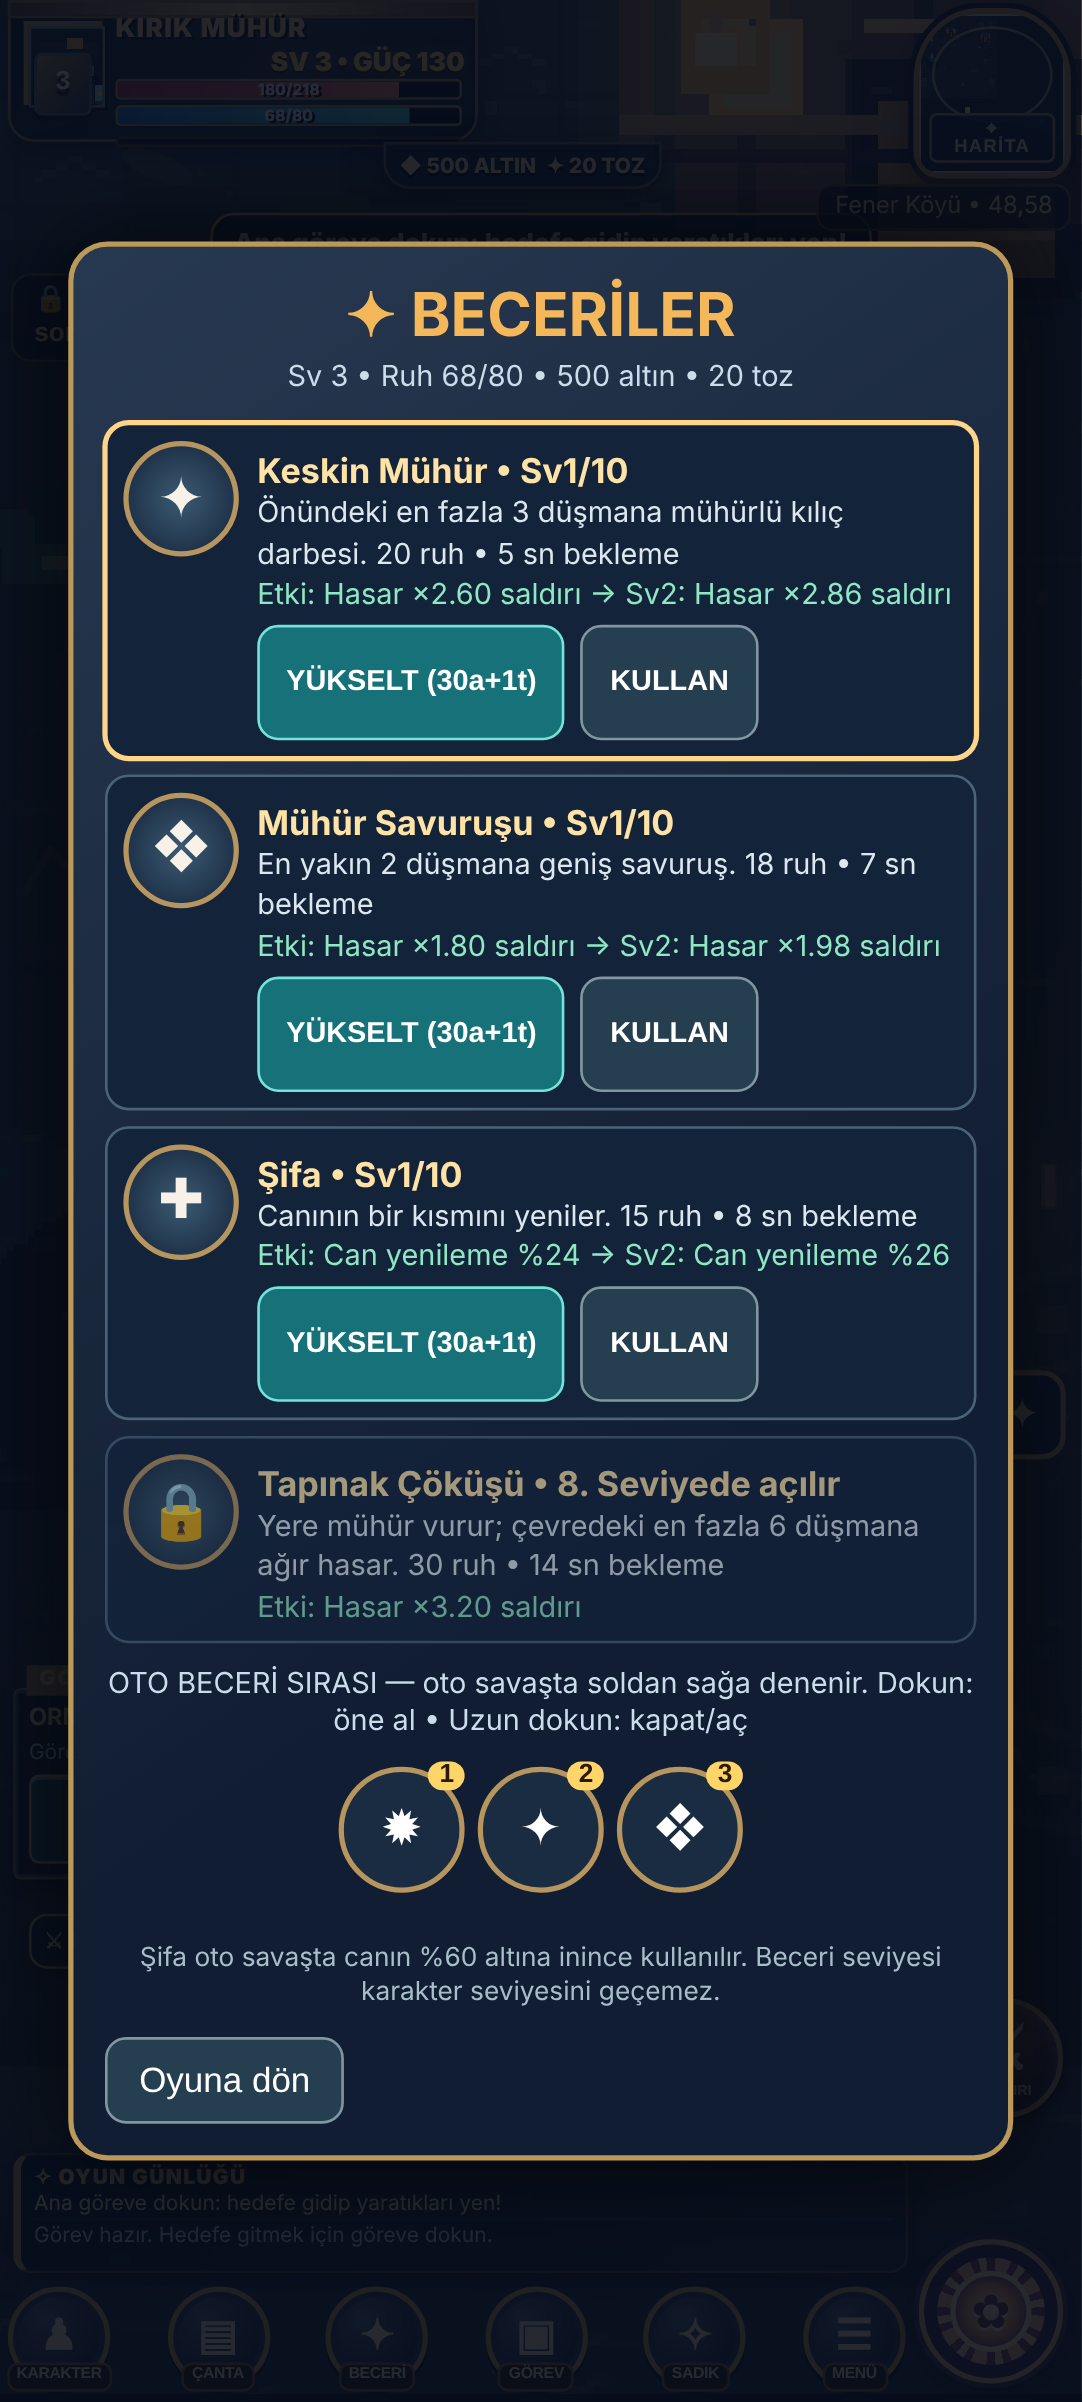 KIRIK MÜHÜR
SV 3 • GÜÇ 130
3
180/218
68/80
◆ 500 ALTIN ✦ 20 TOZ
✦
HARİTA
Fener Köyü • 48,58
Ana göreve dokun: hedefe gidip yaratıkları yen!
✦ BECERİLER
Sv 3 • Ruh 68/80 • 500 altın • 20 toz
Keskin Mühür • Sv1/10
Önündeki en fazla 3 düşmana mühürlü kılıç
darbesi. 20 ruh • 5 sn bekleme
Etki: Hasar ×2.60 saldırı → Sv2: Hasar ×2.86 saldırı
YÜKSELT (30a+1t)
KULLAN
Mühür Savuruşu • Sv1/10
En yakın 2 düşmana geniş savuruş. 18 ruh • 7 sn
bekleme
Etki: Hasar ×1.80 saldırı → Sv2: Hasar ×1.98 saldırı
YÜKSELT (30a+1t)
KULLAN
Şifa • Sv1/10
Canının bir kısmını yeniler. 15 ruh • 8 sn bekleme
Etki: Can yenileme %24 → Sv2: Can yenileme %26
YÜKSELT (30a+1t)
KULLAN
Tapınak Çöküşü • 8. Seviyede açılır
Yere mühür vurur; çevredeki en fazla 6 düşmana
ağır hasar. 30 ruh • 14 sn bekleme
Etki: Hasar ×3.20 saldırı
OTO BECERİ SIRASI — oto savaşta soldan sağa denenir. Dokun:
öne al • Uzun dokun: kapat/aç
1
2
3
Şifa oto savaşta canın %60 altına inince kullanılır. Beceri seviyesi
karakter seviyesini geçemez.
Oyuna dön
✧ OYUN GÜNLÜĞÜ
Ana göreve dokun: hedefe gidip yaratıkları yen!
Görev hazır. Hedefe gitmek için göreve dokun.
KARAKTER
ÇANTA
BECERİ
GÖREV
SADIK
MENÜ